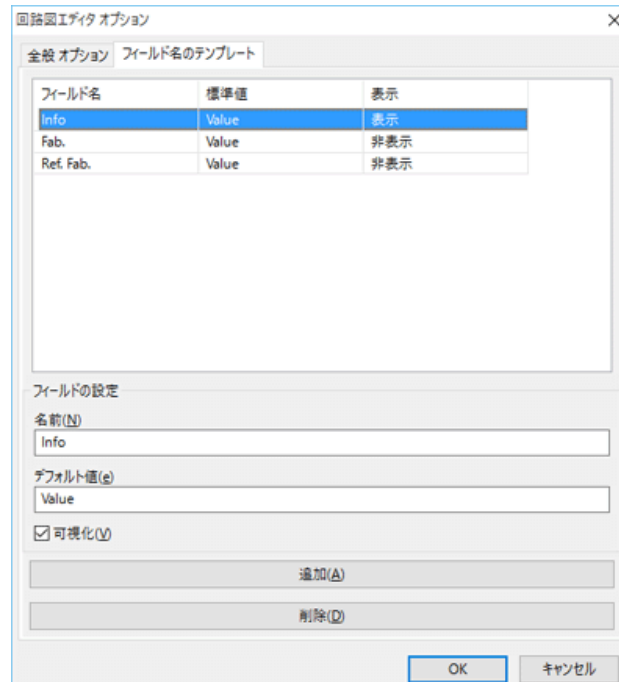 回路図エディタ オプション
全般 オプション フィールド名のテンプレート
フィールド名 標準値 表示
Info Value 表示
Fab. Value 非表示
Ref. Fab. Value 非表示
フィールドの設定
名前(N)
Info
デフォルト値(e)
Value
可視化(V)
追加(A)
削除(D)
OK キャンセル